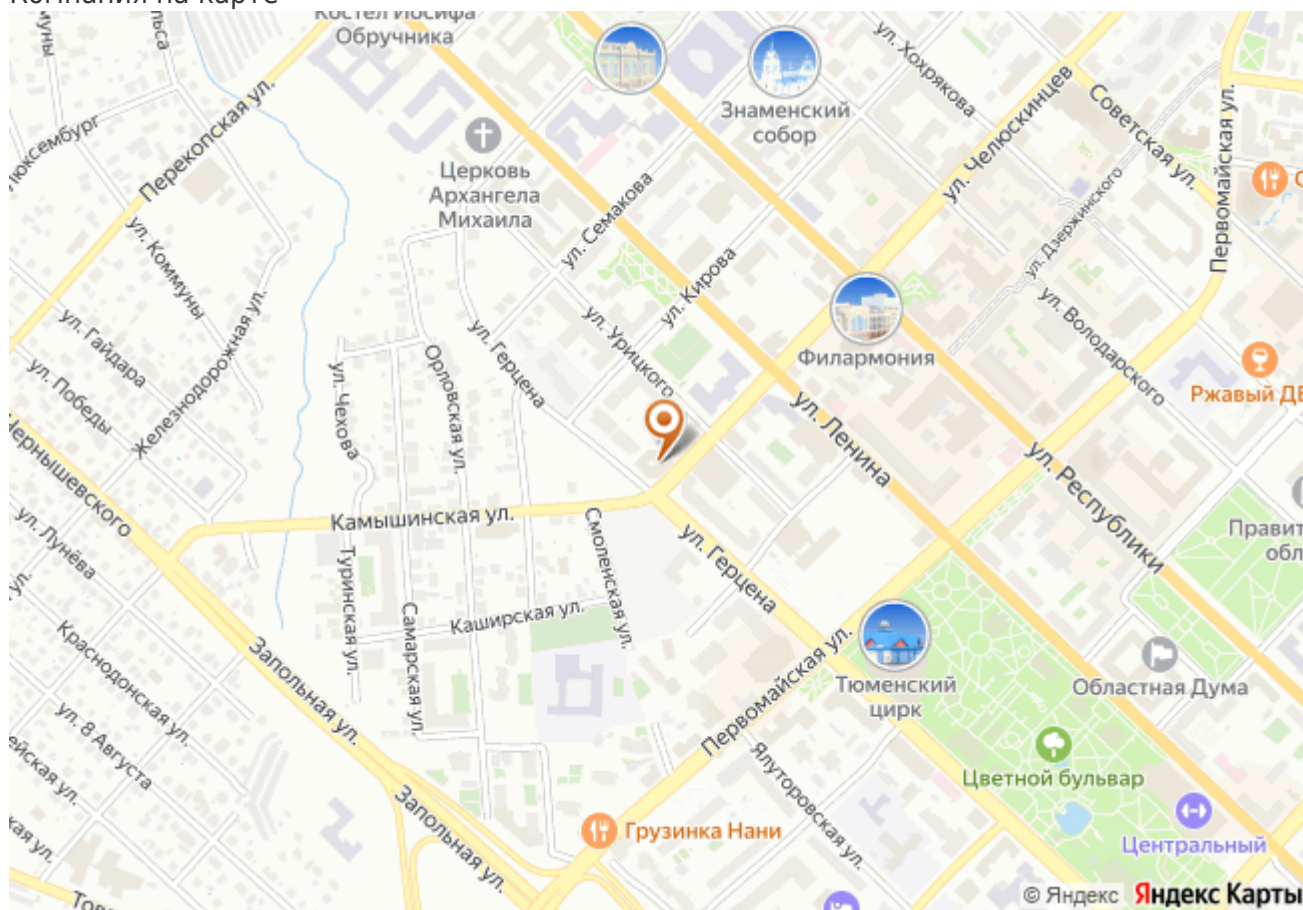 Компания на карте
Костел Иосифа
Обручника
ул. Хохрякова
Знаменский
собор
ул. Челюскинцев
Советская ул.
Первомайская ул.
Перекопская ул.
Церковь
Архангела
Михаила
ул. Семакова
ул. Дзержинского
ул. Коммуны
ул. Кирова
Железнодорожная ул.
ул. Гайдара
ул. Победы
ул. Герцена
ул. Урицкого
Филармония
ул. Володарского
Ржавый
ул. Чехова
Орловская ул.
ул. Ленина
ул. Республики
Камышинская ул.
Смоленская ул.
ул. Герцена
ул. Лунёва
Туринская ул.
Самарская ул.
Каширская ул.
Краснодонская ул.
Запольная ул.
Первомайская ул.
Тюменский
цирк
Областная Дума
ул. 8 Августа
Ялуторовская ул.
Цветной бульвар
Запольная ул.
Грузинка Нани
Центральный
© Яндекс Яндекс Карты